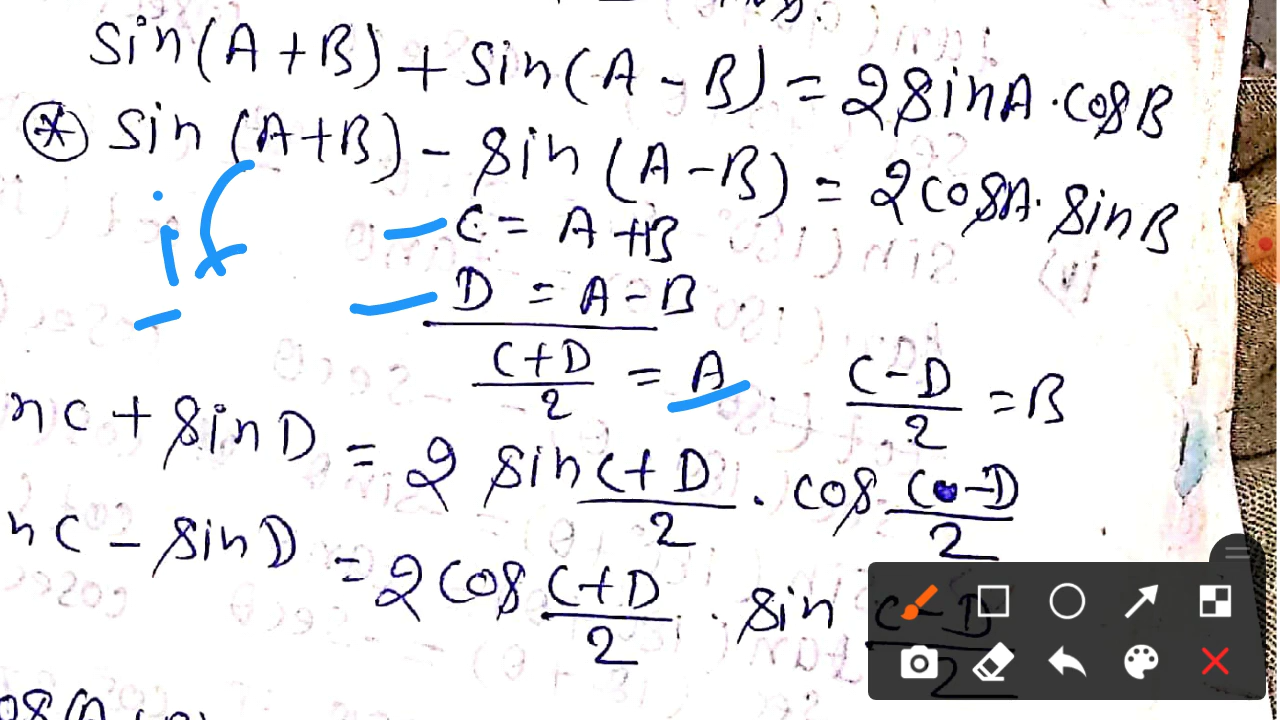 sin(A+B)+sin(A-B)=2sinA·cosB
* sin(A+B)-sin(A-B)=2cosA·sinB
if
C= A+B
D = A-B
C+D/2 = A    C-D/2 = B
nC+sinD = 2 sin C+D/2 · cos C-D/2
nC-sinD = 2cos C+D/2 · sin C-D/2